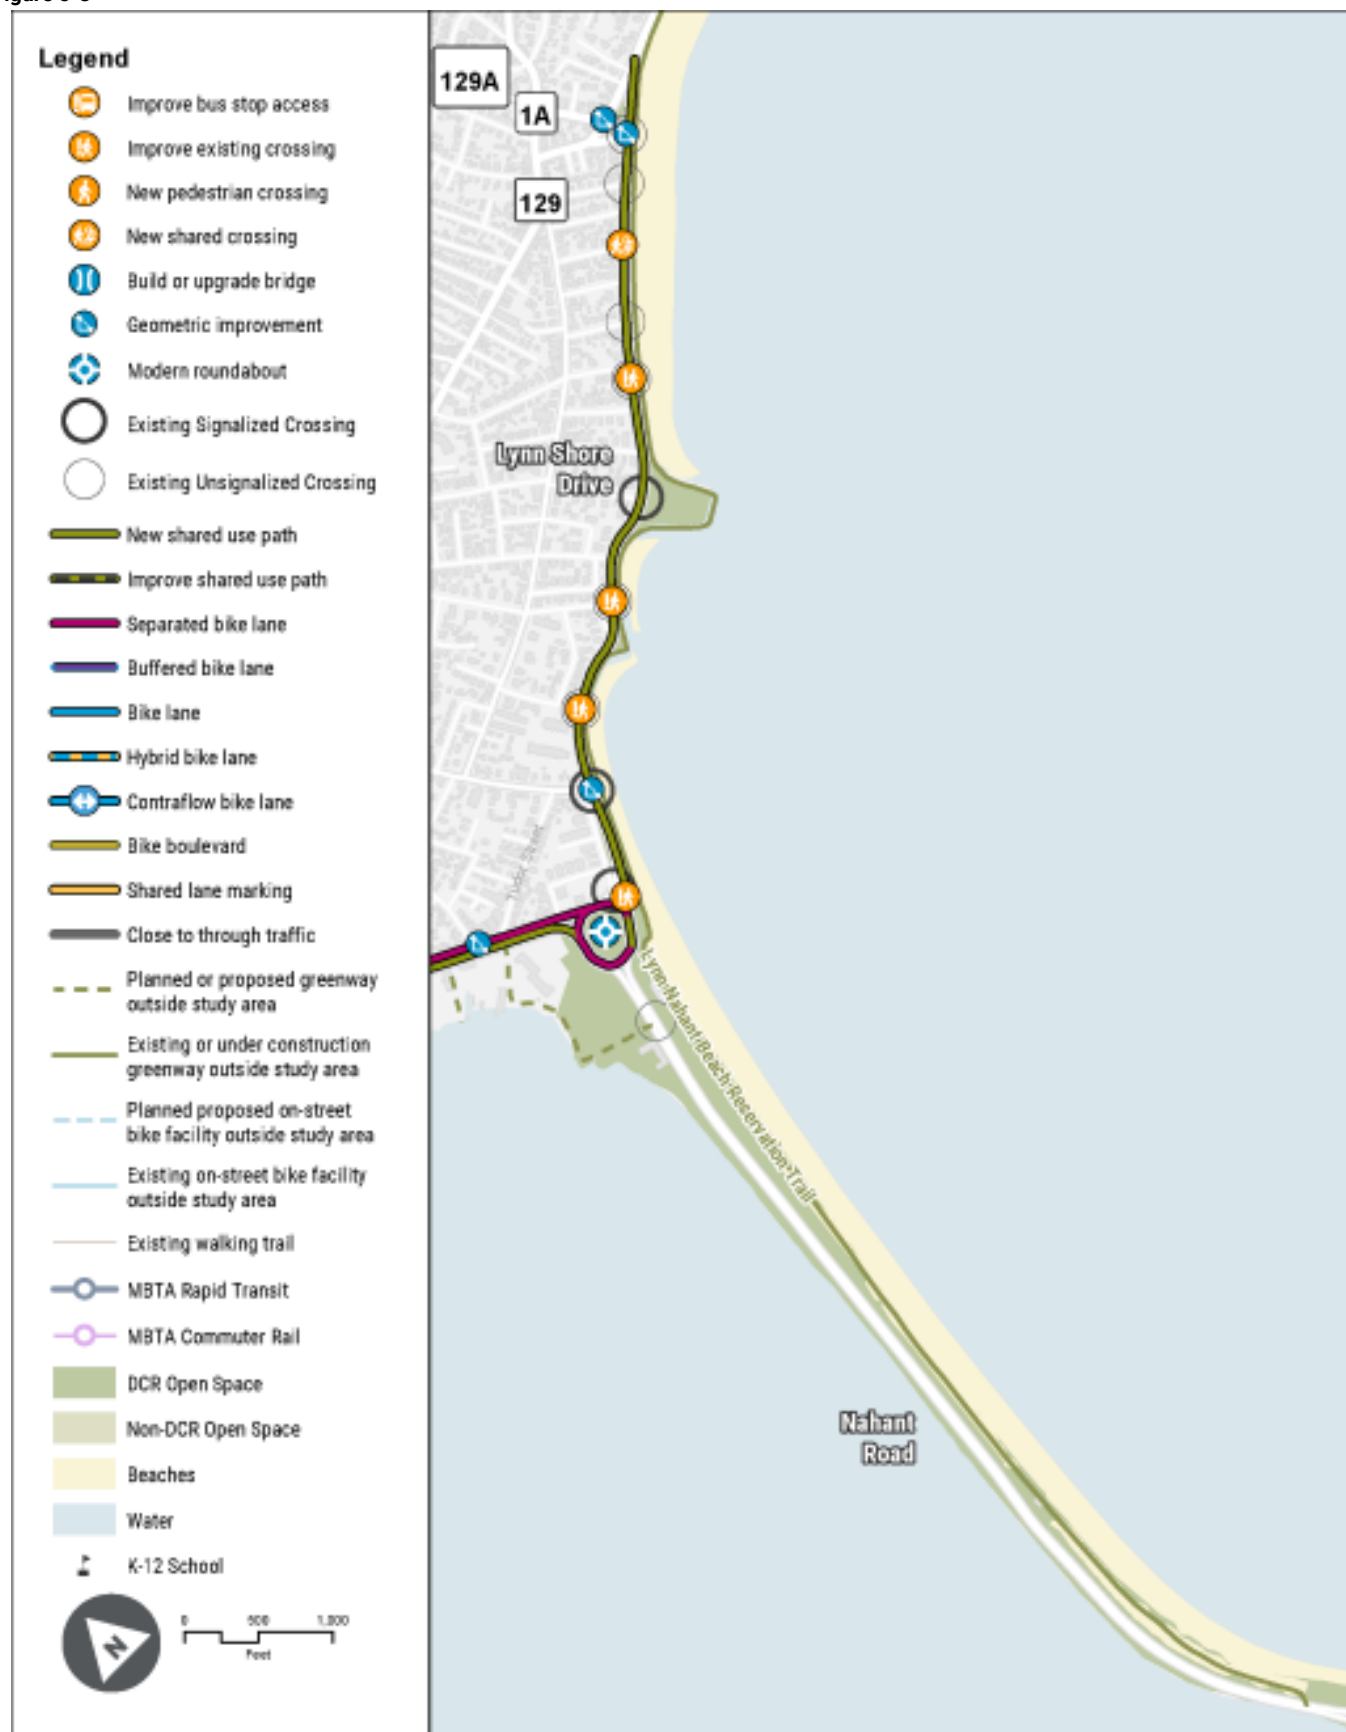 Legend
Improve bus stop access
Improve existing crossing
New pedestrian crossing
New shared crossing
Build or upgrade bridge
Geometric improvement
Modern roundabout
Existing Signalized Crossing
Existing Unsignalized Crossing
New shared use path
Improve shared use path
Separated bike lane
Buffered bike lane
Bike lane
Hybrid bike lane
Contraflow bike lane
Bike boulevard
Shared lane marking
Close to through traffic
Planned or proposed greenway
outside study area
Existing or under construction
greenway outside study area
Planned proposed on-street
bike facility outside study area
Existing on-street bike facility
outside study area
Existing walking trail
MBTA Rapid Transit
MBTA Commuter Rail
DCR Open Space
Non-DCR Open Space
Beaches
Water
K-12 School
N
0 500 1,000
Feet
129A
1A
129
Lynn Shore
Drive
Tudor Street
Lynn-Nahant Beach Reservation Trail
Nahant
Road